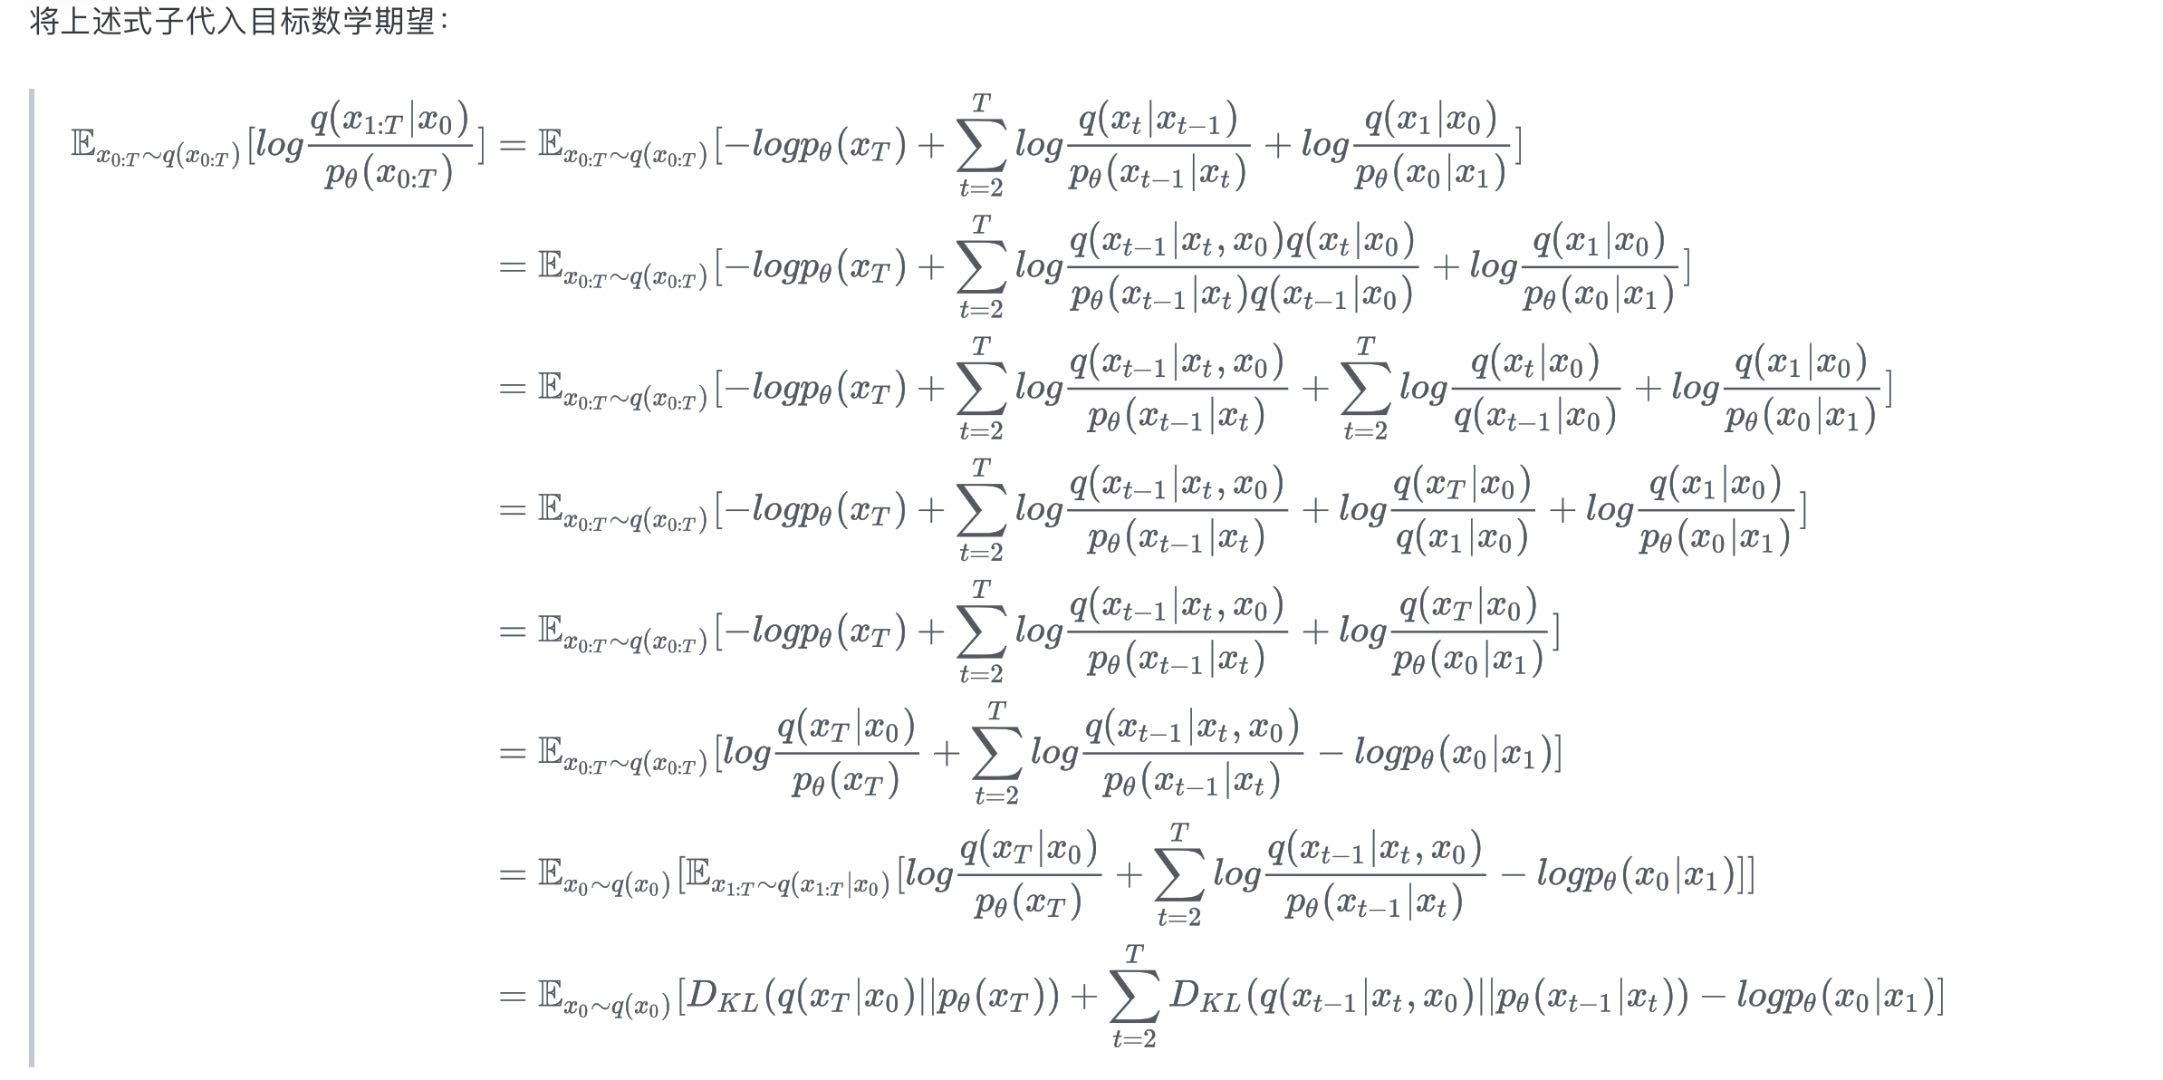 将上述式子代入目标数学期望：
$\mathbb{E}_{x_{0:T}\sim q(x_{0:T})}[log\frac{q(x_{1:T}|x_0)}{p_\theta(x_{0:T})}] = \mathbb{E}_{x_{0:T}\sim q(x_{0:T})}[-logp_\theta(x_T) + \sum_{t=2}^{T} log\frac{q(x_t|x_{t-1})}{p_\theta(x_{t-1}|x_t)} + log\frac{q(x_1|x_0)}{p_\theta(x_0|x_1)}]$
$= \mathbb{E}_{x_{0:T}\sim q(x_{0:T})}[-logp_\theta(x_T) + \sum_{t=2}^{T} log\frac{q(x_{t-1}|x_t, x_0)q(x_t|x_0)}{p_\theta(x_{t-1}|x_t)q(x_{t-1}|x_0)} + log\frac{q(x_1|x_0)}{p_\theta(x_0|x_1)}]$
$= \mathbb{E}_{x_{0:T}\sim q(x_{0:T})}[-logp_\theta(x_T) + \sum_{t=2}^{T} log\frac{q(x_{t-1}|x_t, x_0)}{p_\theta(x_{t-1}|x_t)} + \sum_{t=2}^{T} log\frac{q(x_t|x_0)}{q(x_{t-1}|x_0)} + log\frac{q(x_1|x_0)}{p_\theta(x_0|x_1)}]$
$= \mathbb{E}_{x_{0:T}\sim q(x_{0:T})}[-logp_\theta(x_T) + \sum_{t=2}^{T} log\frac{q(x_{t-1}|x_t, x_0)}{p_\theta(x_{t-1}|x_t)} + log\frac{q(x_T|x_0)}{q(x_1|x_0)} + log\frac{q(x_1|x_0)}{p_\theta(x_0|x_1)}]$
$= \mathbb{E}_{x_{0:T}\sim q(x_{0:T})}[-logp_\theta(x_T) + \sum_{t=2}^{T} log\frac{q(x_{t-1}|x_t, x_0)}{p_\theta(x_{t-1}|x_t)} + log\frac{q(x_T|x_0)}{p_\theta(x_0|x_1)}]$
$= \mathbb{E}_{x_{0:T}\sim q(x_{0:T})}[log\frac{q(x_T|x_0)}{p_\theta(x_T)} + \sum_{t=2}^{T} log\frac{q(x_{t-1}|x_t, x_0)}{p_\theta(x_{t-1}|x_t)} - logp_\theta(x_0|x_1)]$
$= \mathbb{E}_{x_0\sim q(x_0)}[\mathbb{E}_{x_{1:T}\sim q(x_{1:T}|x_0)}[log\frac{q(x_T|x_0)}{p_\theta(x_T)} + \sum_{t=2}^{T} log\frac{q(x_{t-1}|x_t, x_0)}{p_\theta(x_{t-1}|x_t)} - logp_\theta(x_0|x_1)]]$
$= \mathbb{E}_{x_0\sim q(x_0)}[D_{KL}(q(x_T|x_0)||p_\theta(x_T)) + \sum_{t=2}^{T} D_{KL}(q(x_{t-1}|x_t, x_0)||p_\theta(x_{t-1}|x_t)) - logp_\theta(x_0|x_1)]$